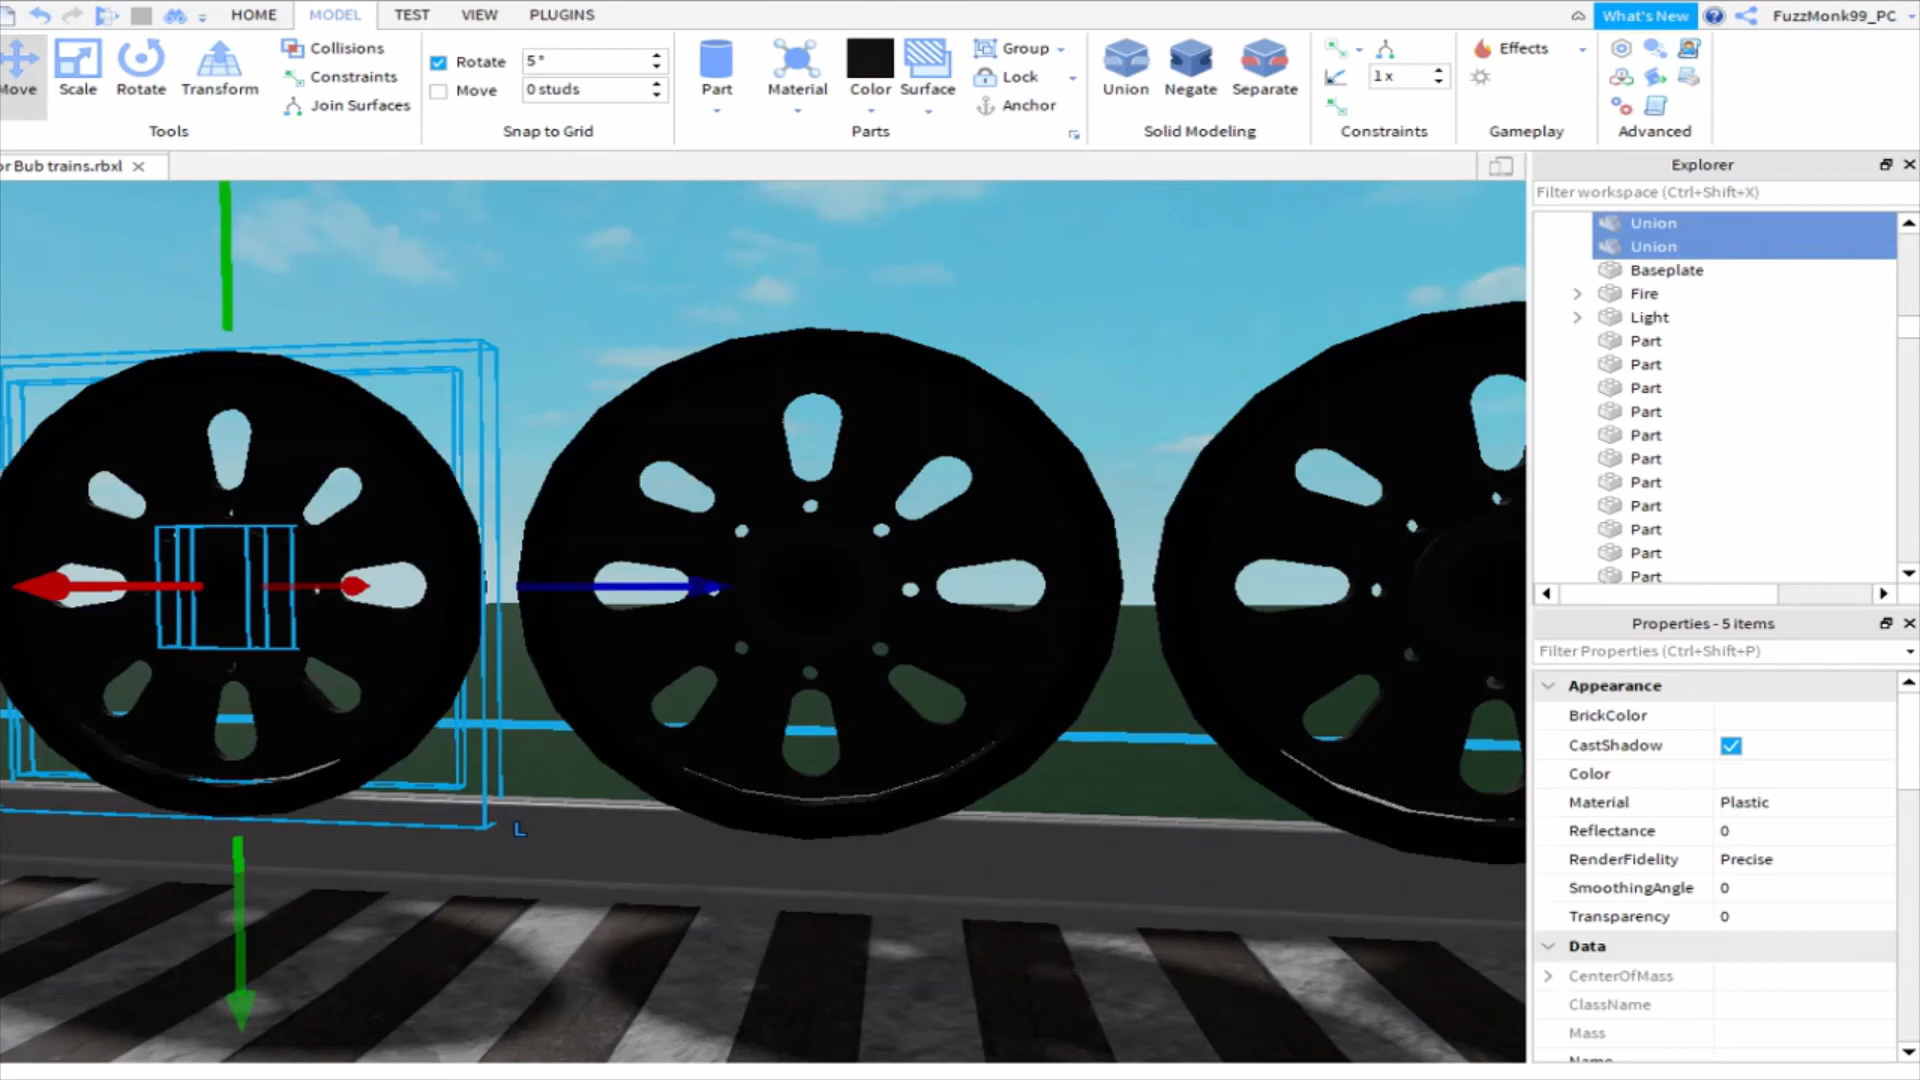 HOME MODEL TEST VIEW PLUGINS What's New FuzzMonk99_PC
Move Scale Rotate Transform
Collisions
Constraints
Join Surfaces
Tools
Rotate 5°
Move 0 studs
Snap to Grid
Part Material Color Surface
Group
Lock
Anchor
Parts
Union Negate Separate
Solid Modeling
1x
Constraints
Effects
Gameplay
Advanced
or Bub trains.rbxl
Explorer
Filter workspace (Ctrl+Shift+X)
Union
Union
Baseplate
Fire
Light
Part
Part
Part
Part
Part
Part
Part
Part
Part
Part
Part
Properties - 5 items
Filter Properties (Ctrl+Shift+P)
Appearance
BrickColor
CastShadow
Color
Material Plastic
Reflectance 0
RenderFidelity Precise
SmoothingAngle 0
Transparency 0
Data
CenterOfMass
ClassName
Mass
Name
L